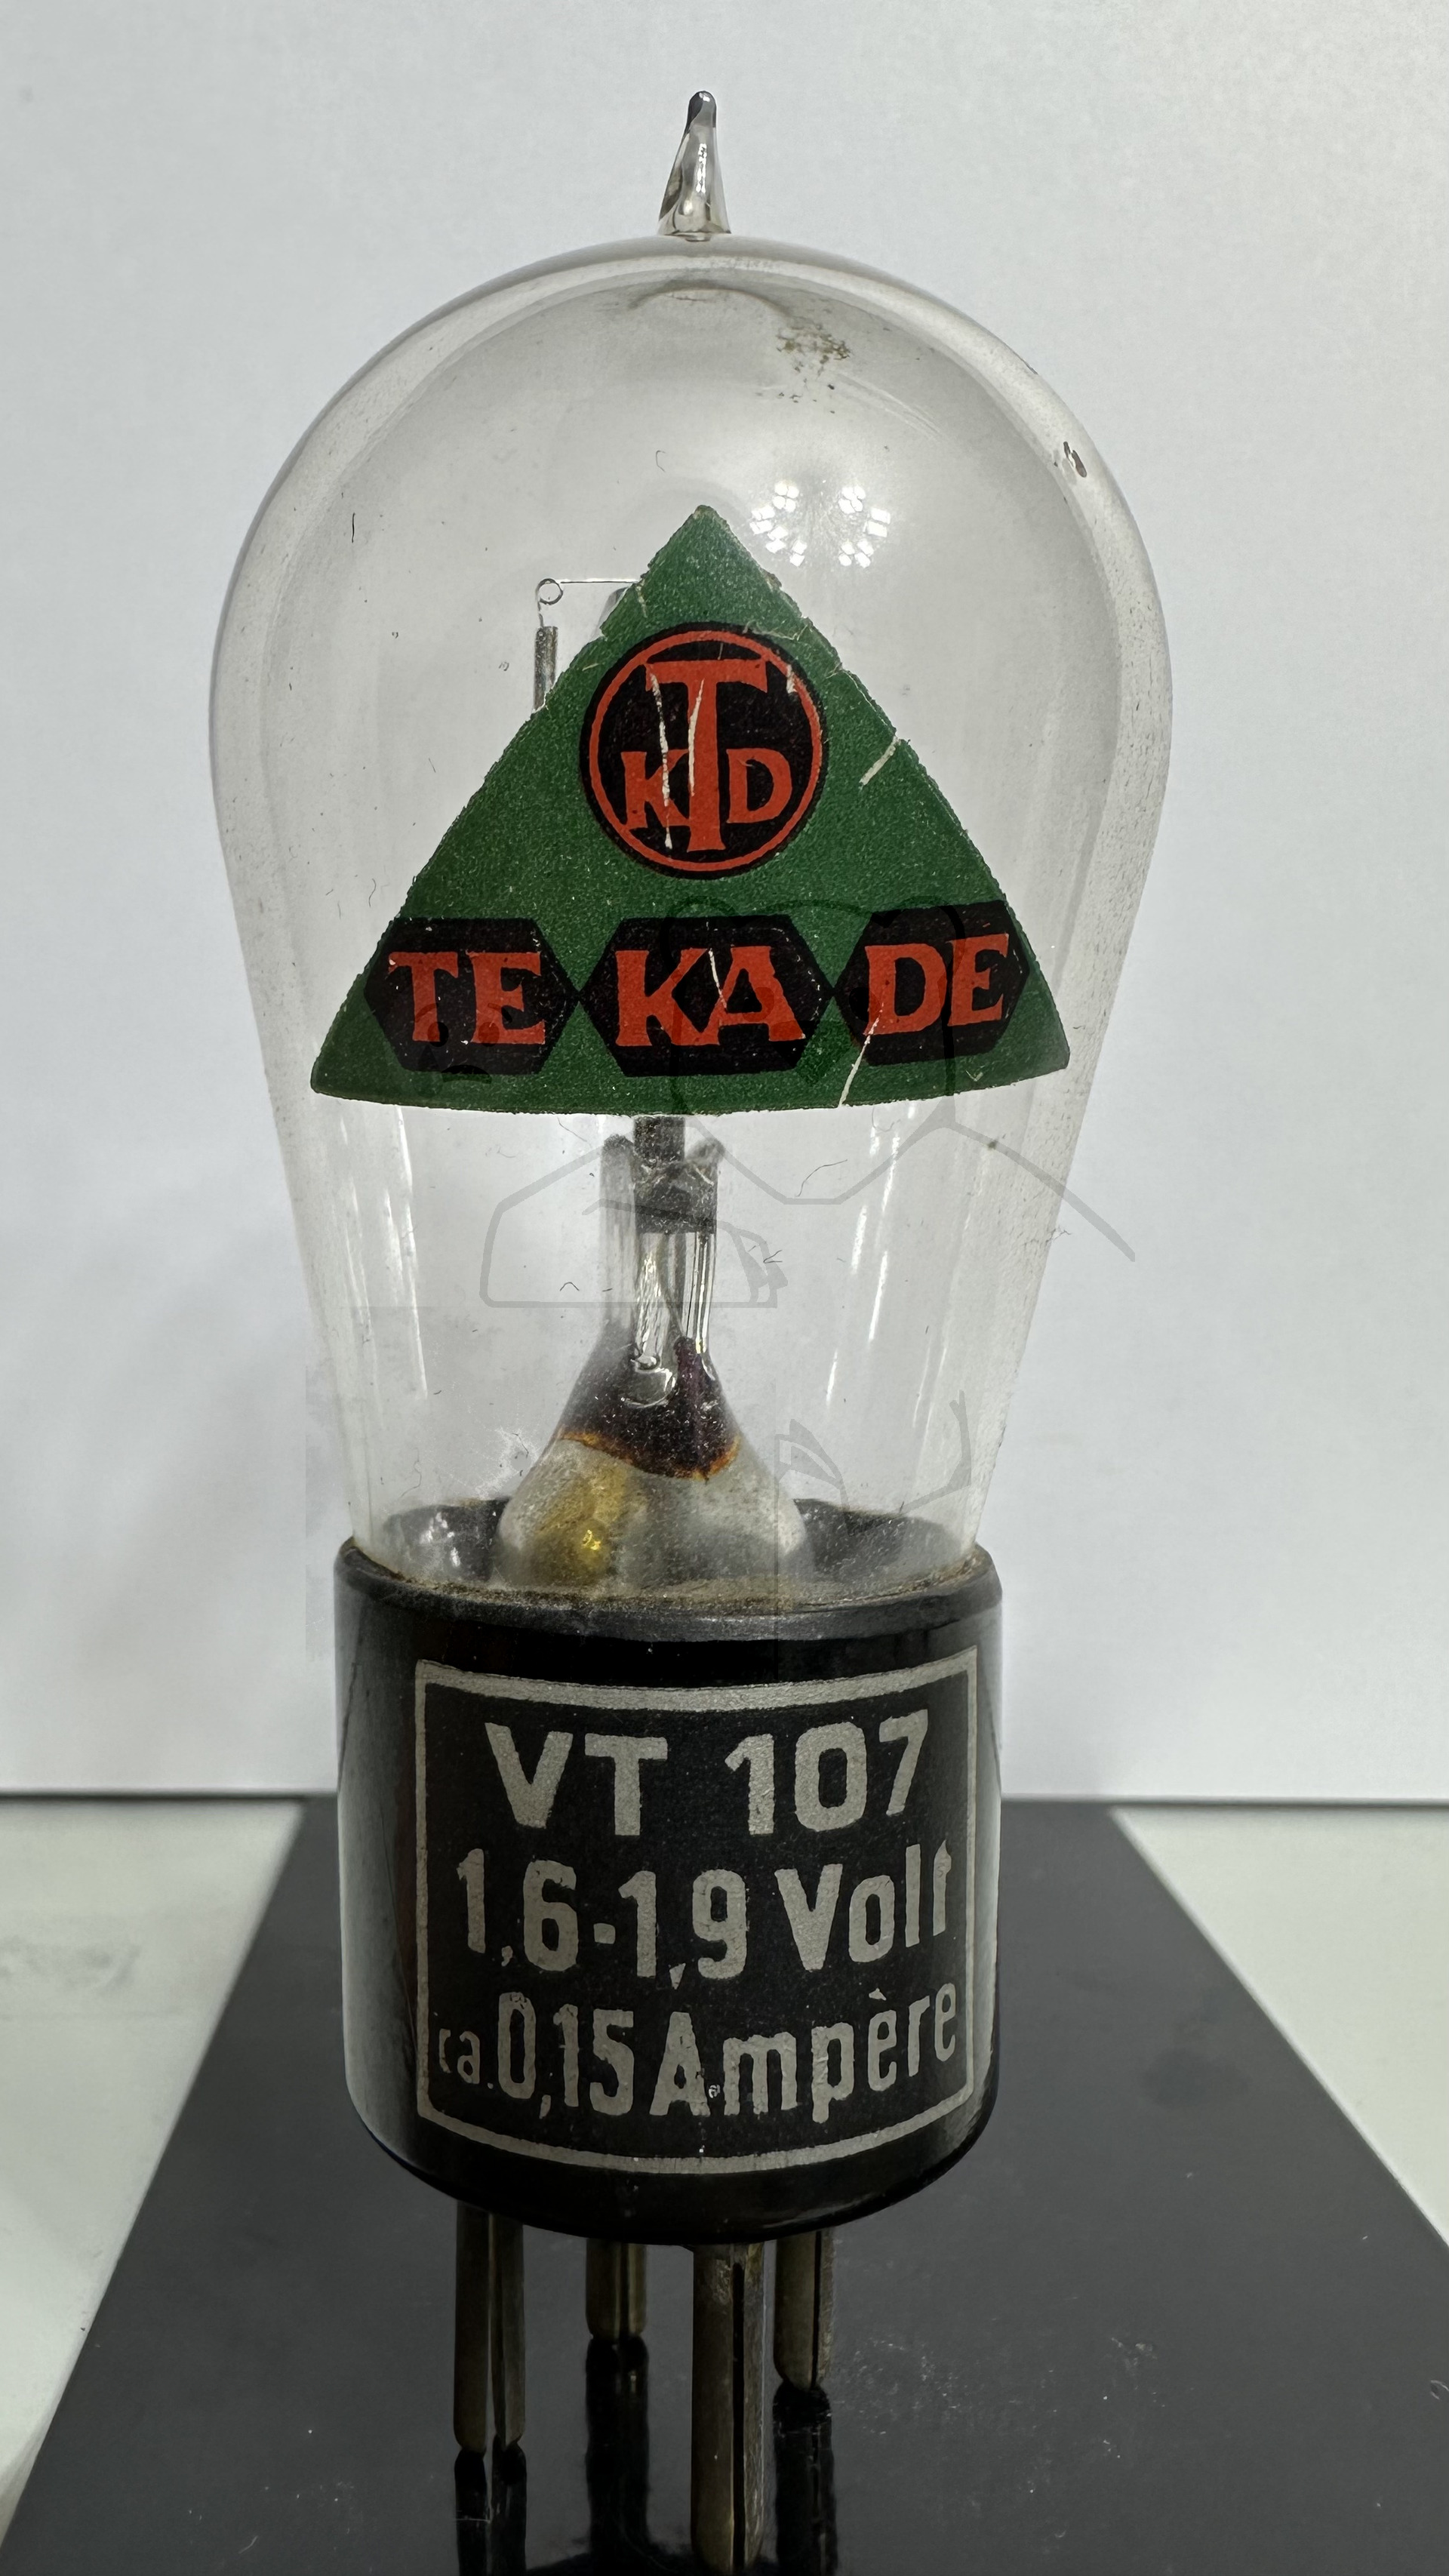 TKD
TE KA DE
VT 107
1,6-1,9 Volt
ca. 0,15 Ampère